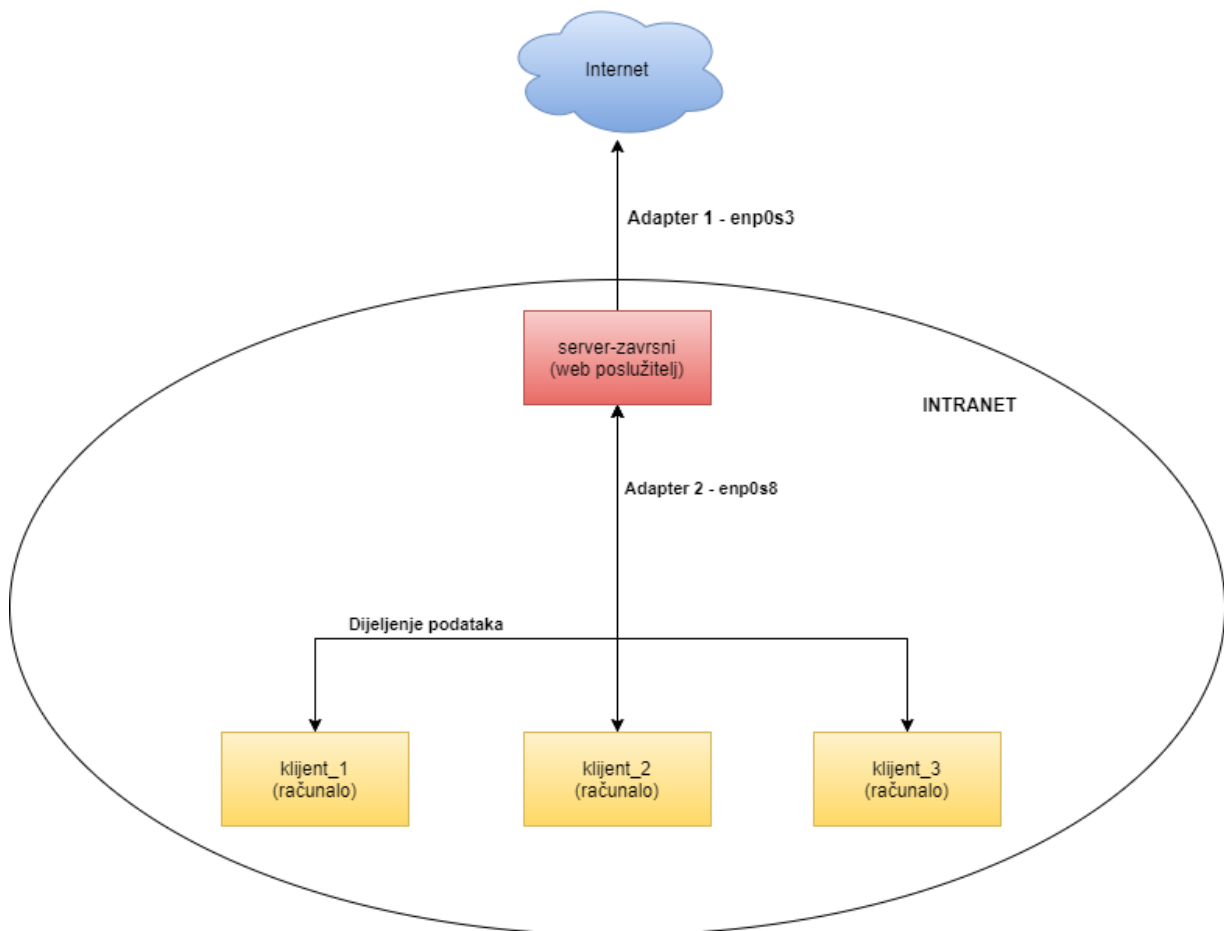 Internet
Adapter 1 - enp0s3
server-zavrsni
(web poslužitelj)
INTRANET
Adapter 2 - enp0s8
Dijeljenje podataka
klijent_1
(računalo)
klijent_2
(računalo)
klijent_3
(računalo)